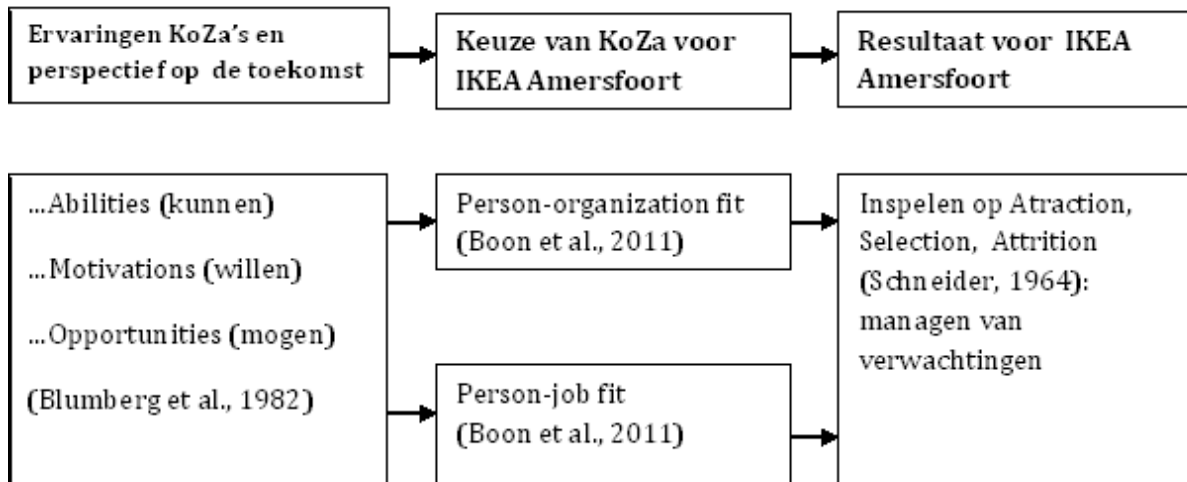 Ervaringen KoZa's en
perspectief op de toekomst
Keuze van KoZa voor
IKEA Amersfoort
Resultaat voor IKEA
Amersfoort
...Abilities (kunnen)
...Motivations (willen)
...Opportunities (mogen)
(Blumberg et al., 1982)
Person-organization fit
(Boon et al., 2011)
Person-job fit
(Boon et al., 2011)
Inspelen op Atraction,
Selection, Attrition
(Schneider, 1964):
managen van
verwachtingen